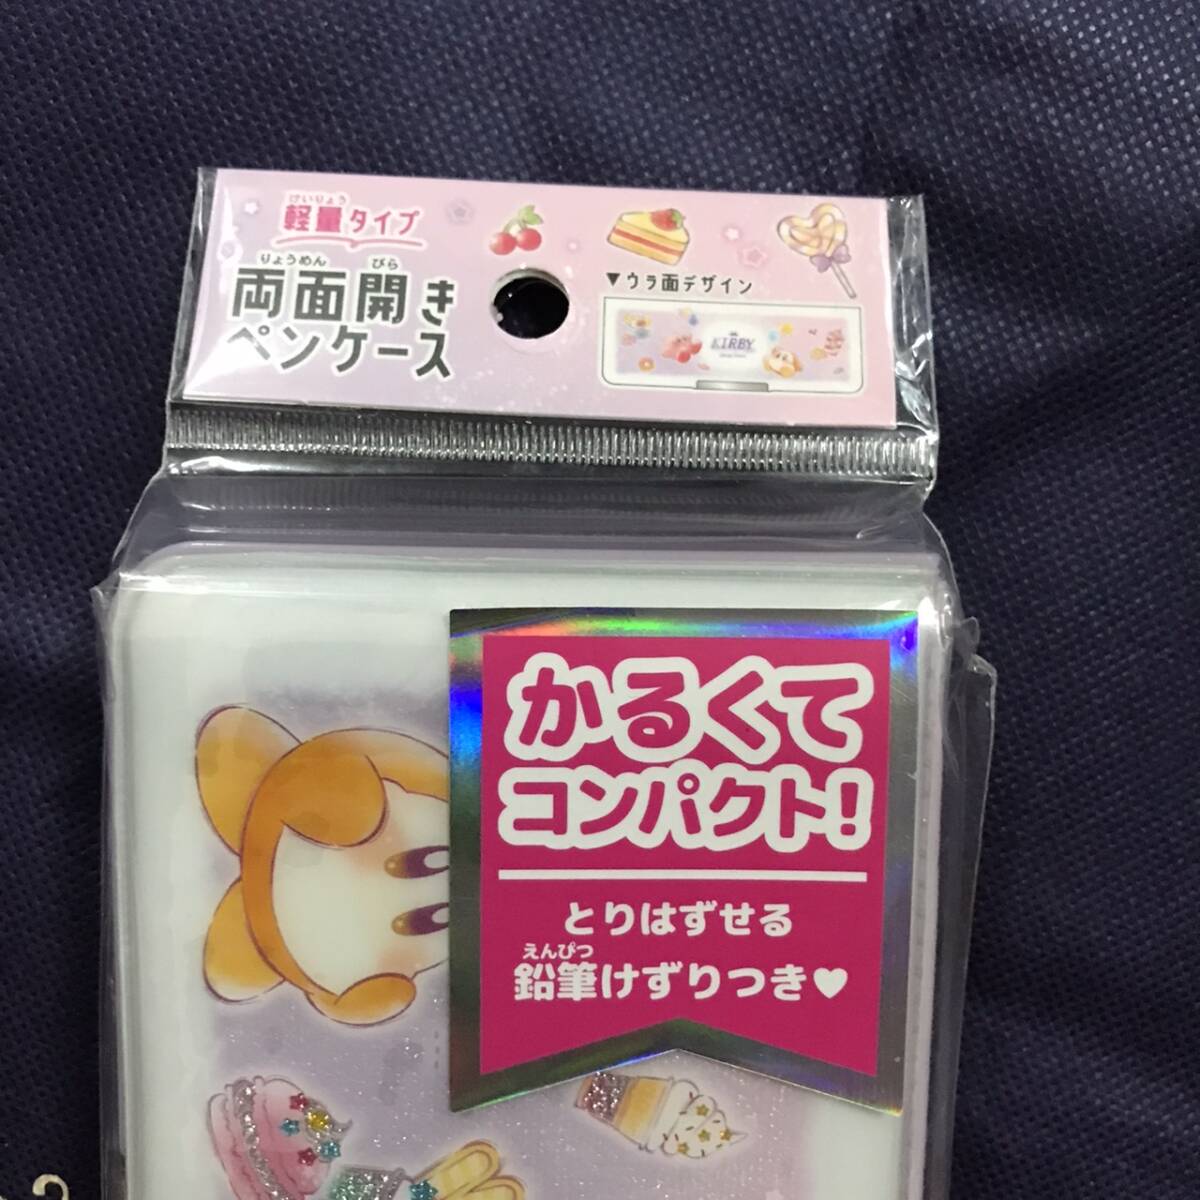 けいりょう
軽量タイプ
りょうめん びら
両面開き
ペンケース
▼ウラ面デザイン
KIRBY
かるくて
コンパクト!
とりはずせる
えんぴつ
鉛筆けずりつき♥